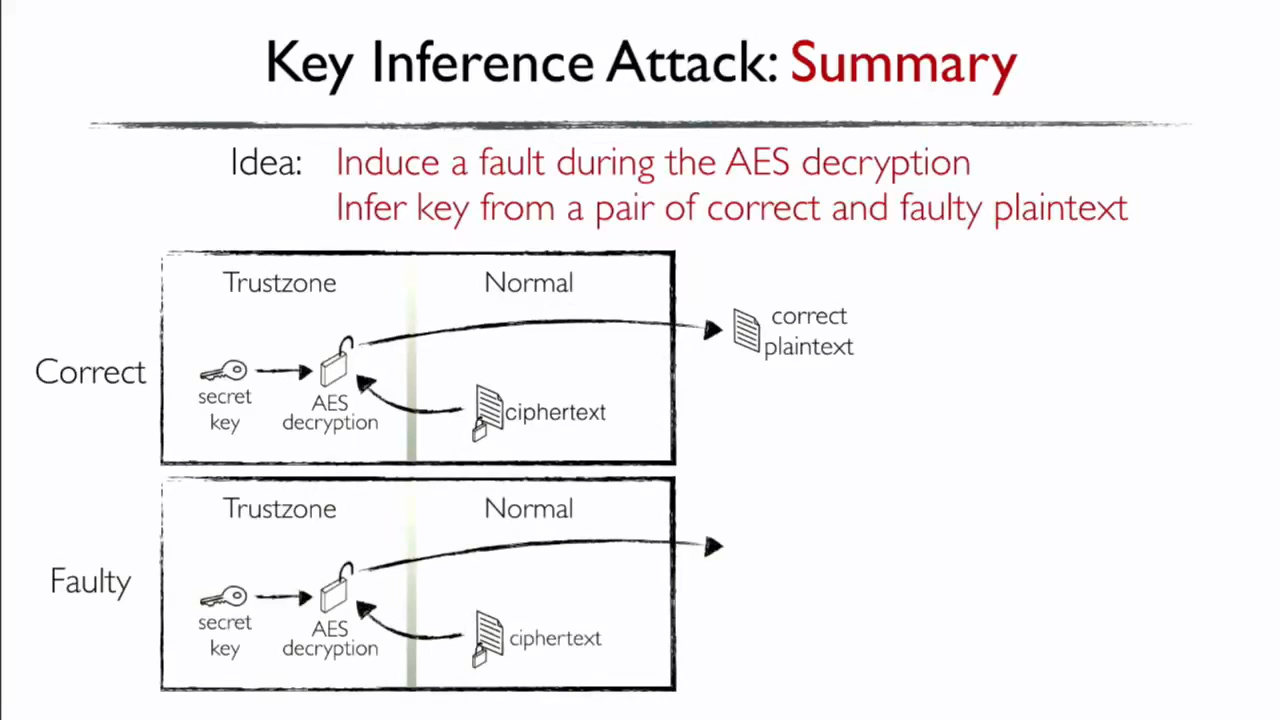 Key Inference Attack: Summary
Idea: Induce a fault during the AES decryption
Infer key from a pair of correct and faulty plaintext
Trustzone Normal
correct
plaintext
Correct
secret
key
AES
decryption
ciphertext
Trustzone Normal
Faulty
secret
key
AES
decryption
ciphertext